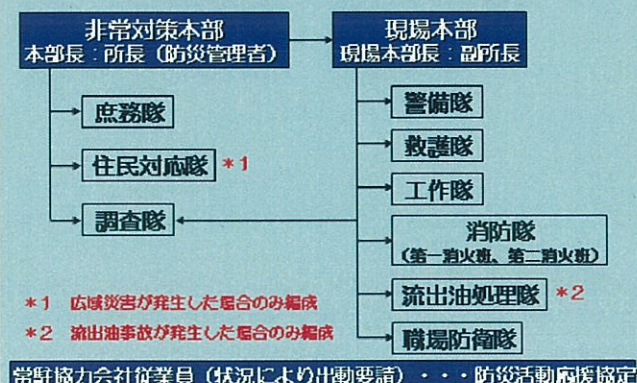 非常対策本部
本部長：所長（防災管理者）
現場本部
現場本部長：副所長
庶務隊
住民対応隊 *1
調査隊
警備隊
救護隊
工作隊
消防隊
（第一消火班、第二消火班）
流出油処理隊 *2
職場防衛隊
*1 広域災害が発生した場合のみ編成
*2 流出油事故が発生した場合のみ編成
常駐協力会社従業員（状況により出動要請）・・・防災活動応援協定